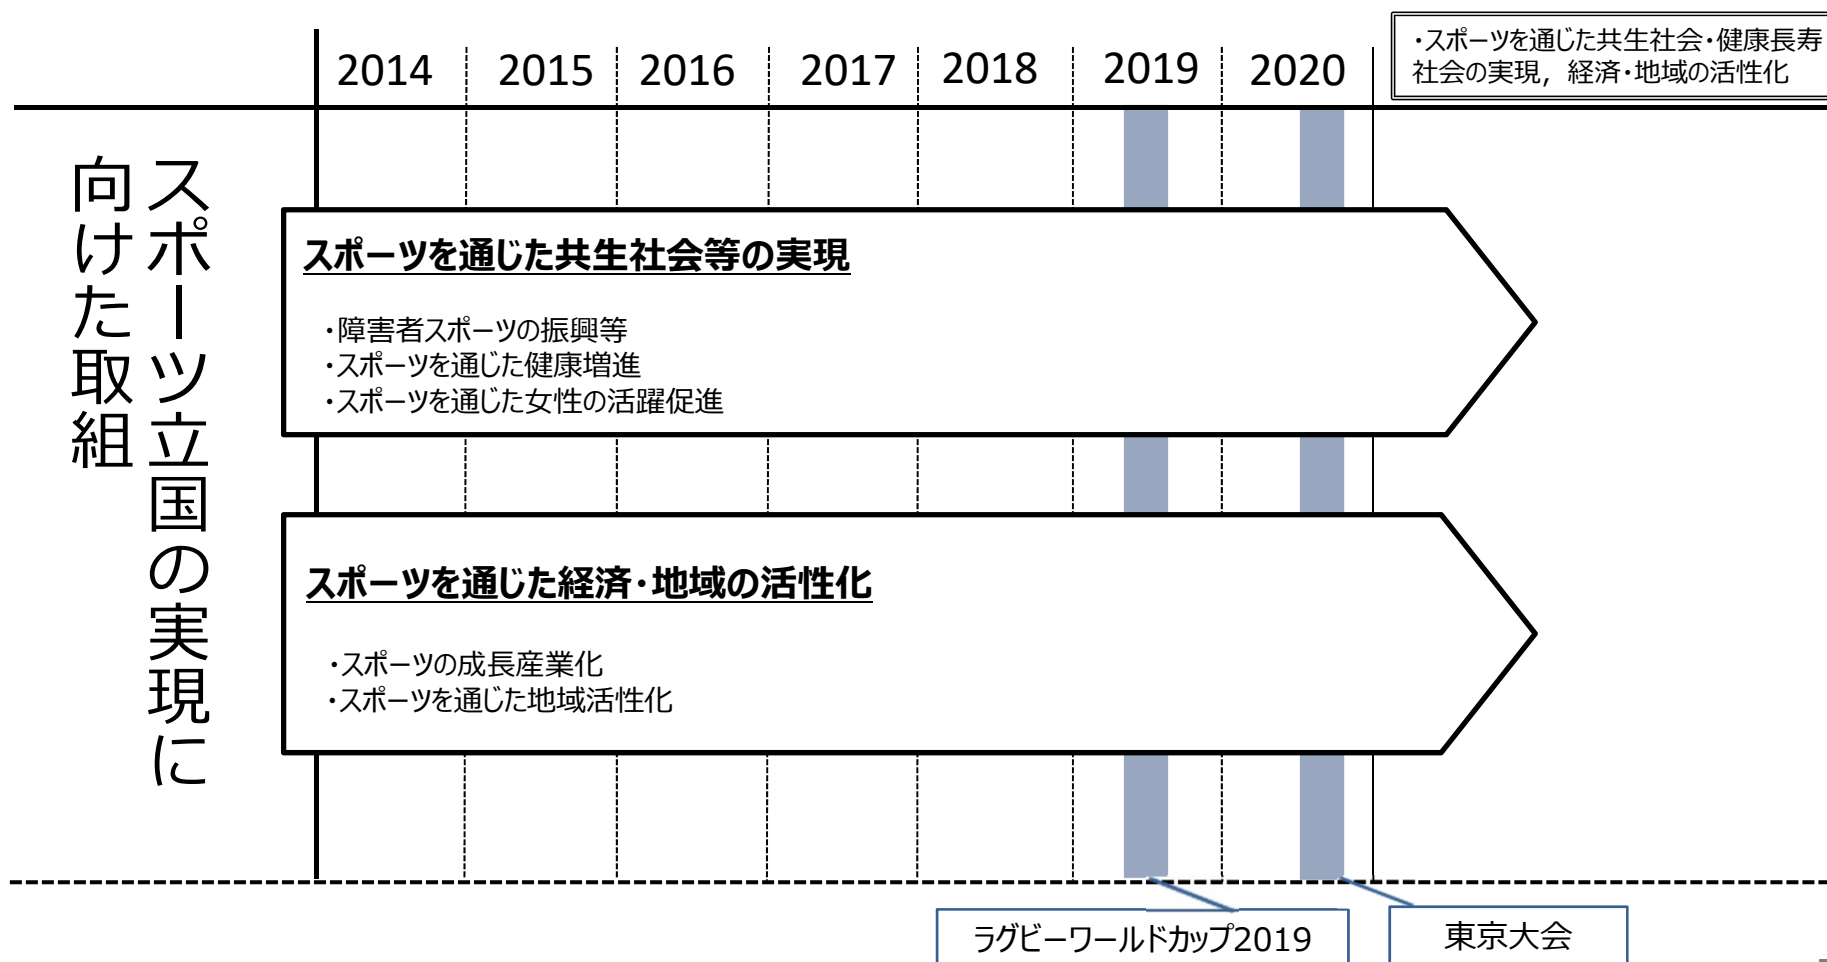 2014 2015 2016 2017 2018 2019 2020
・スポーツを通じた共生社会・健康長寿
社会の実現，経済・地域の活性化
スポーツ立国の実現に
向けた取組
スポーツを通じた共生社会等の実現
・障害者スポーツの振興等
・スポーツを通じた健康増進
・スポーツを通じた女性の活躍促進
スポーツを通じた経済・地域の活性化
・スポーツの成長産業化
・スポーツを通じた地域活性化
ラグビーワールドカップ2019
東京大会